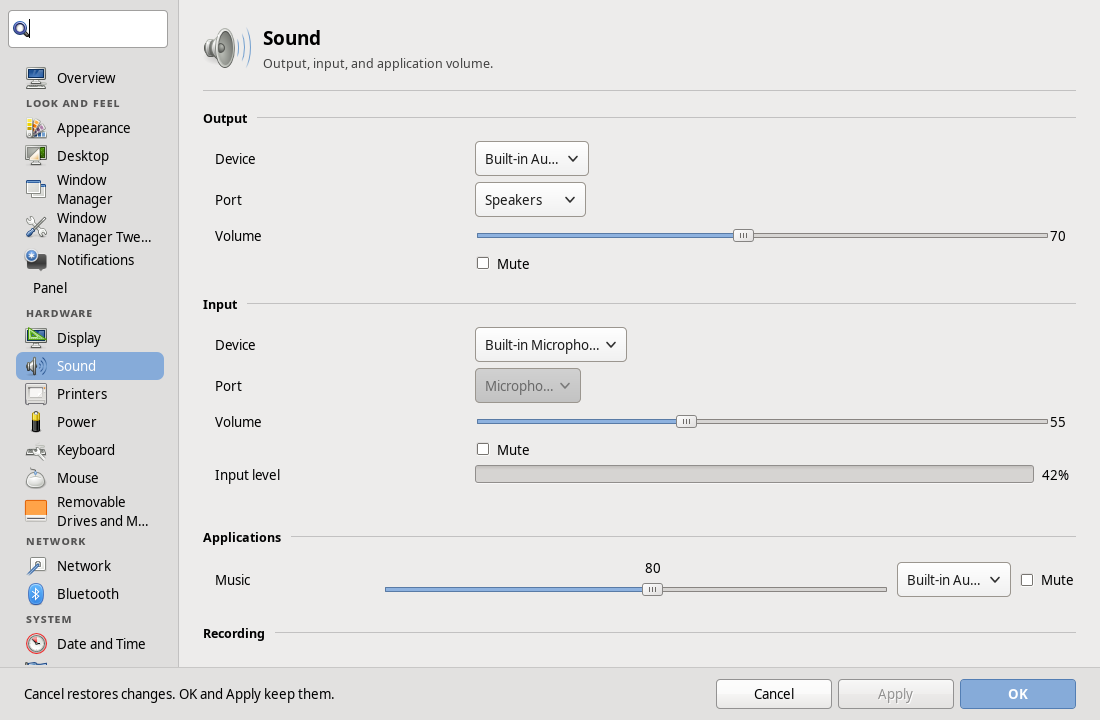 Overview
LOOK AND FEEL
Appearance
Desktop
Window
Manager
Window
Manager Twe...
Notifications
Panel
HARDWARE
Display
Sound
Printers
Power
Keyboard
Mouse
Removable
Drives and M...
NETWORK
Network
Bluetooth
SYSTEM
Date and Time
Sound
Output, input, and application volume.
Output
Device Built-in Au...
Port Speakers
Volume 70
Mute
Input
Device Built-in Micropho...
Port Micropho...
Volume 55
Mute
Input level 42%
Applications
80
Music Built-in Au... Mute
Recording
Cancel restores changes. OK and Apply keep them.
Cancel Apply OK